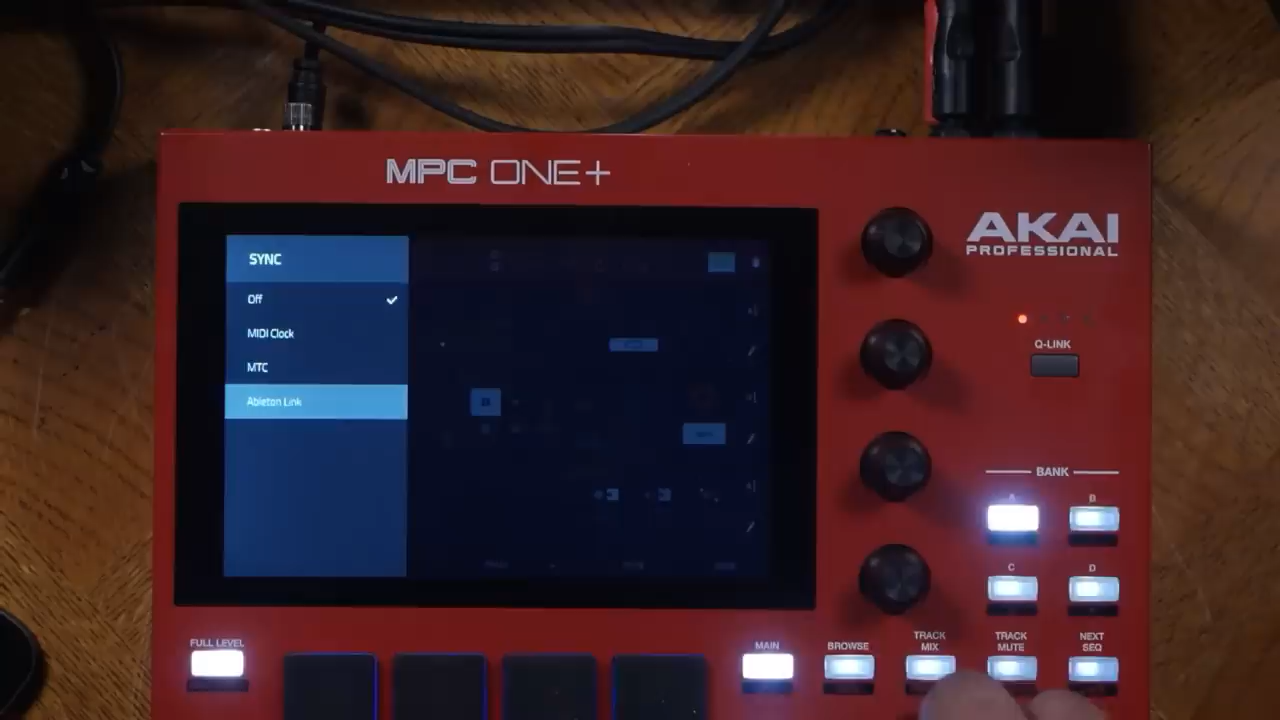 MPC ONE+
AKAI
PROFESSIONAL
SYNC
Off
MIDI Clock
MTC
Ableton Link
Q-LINK
BANK
B
C
D
FULL LEVEL
MAIN
BROWSE
TRACK
MIX
TRACK
MUTE
NEXT
SEQ